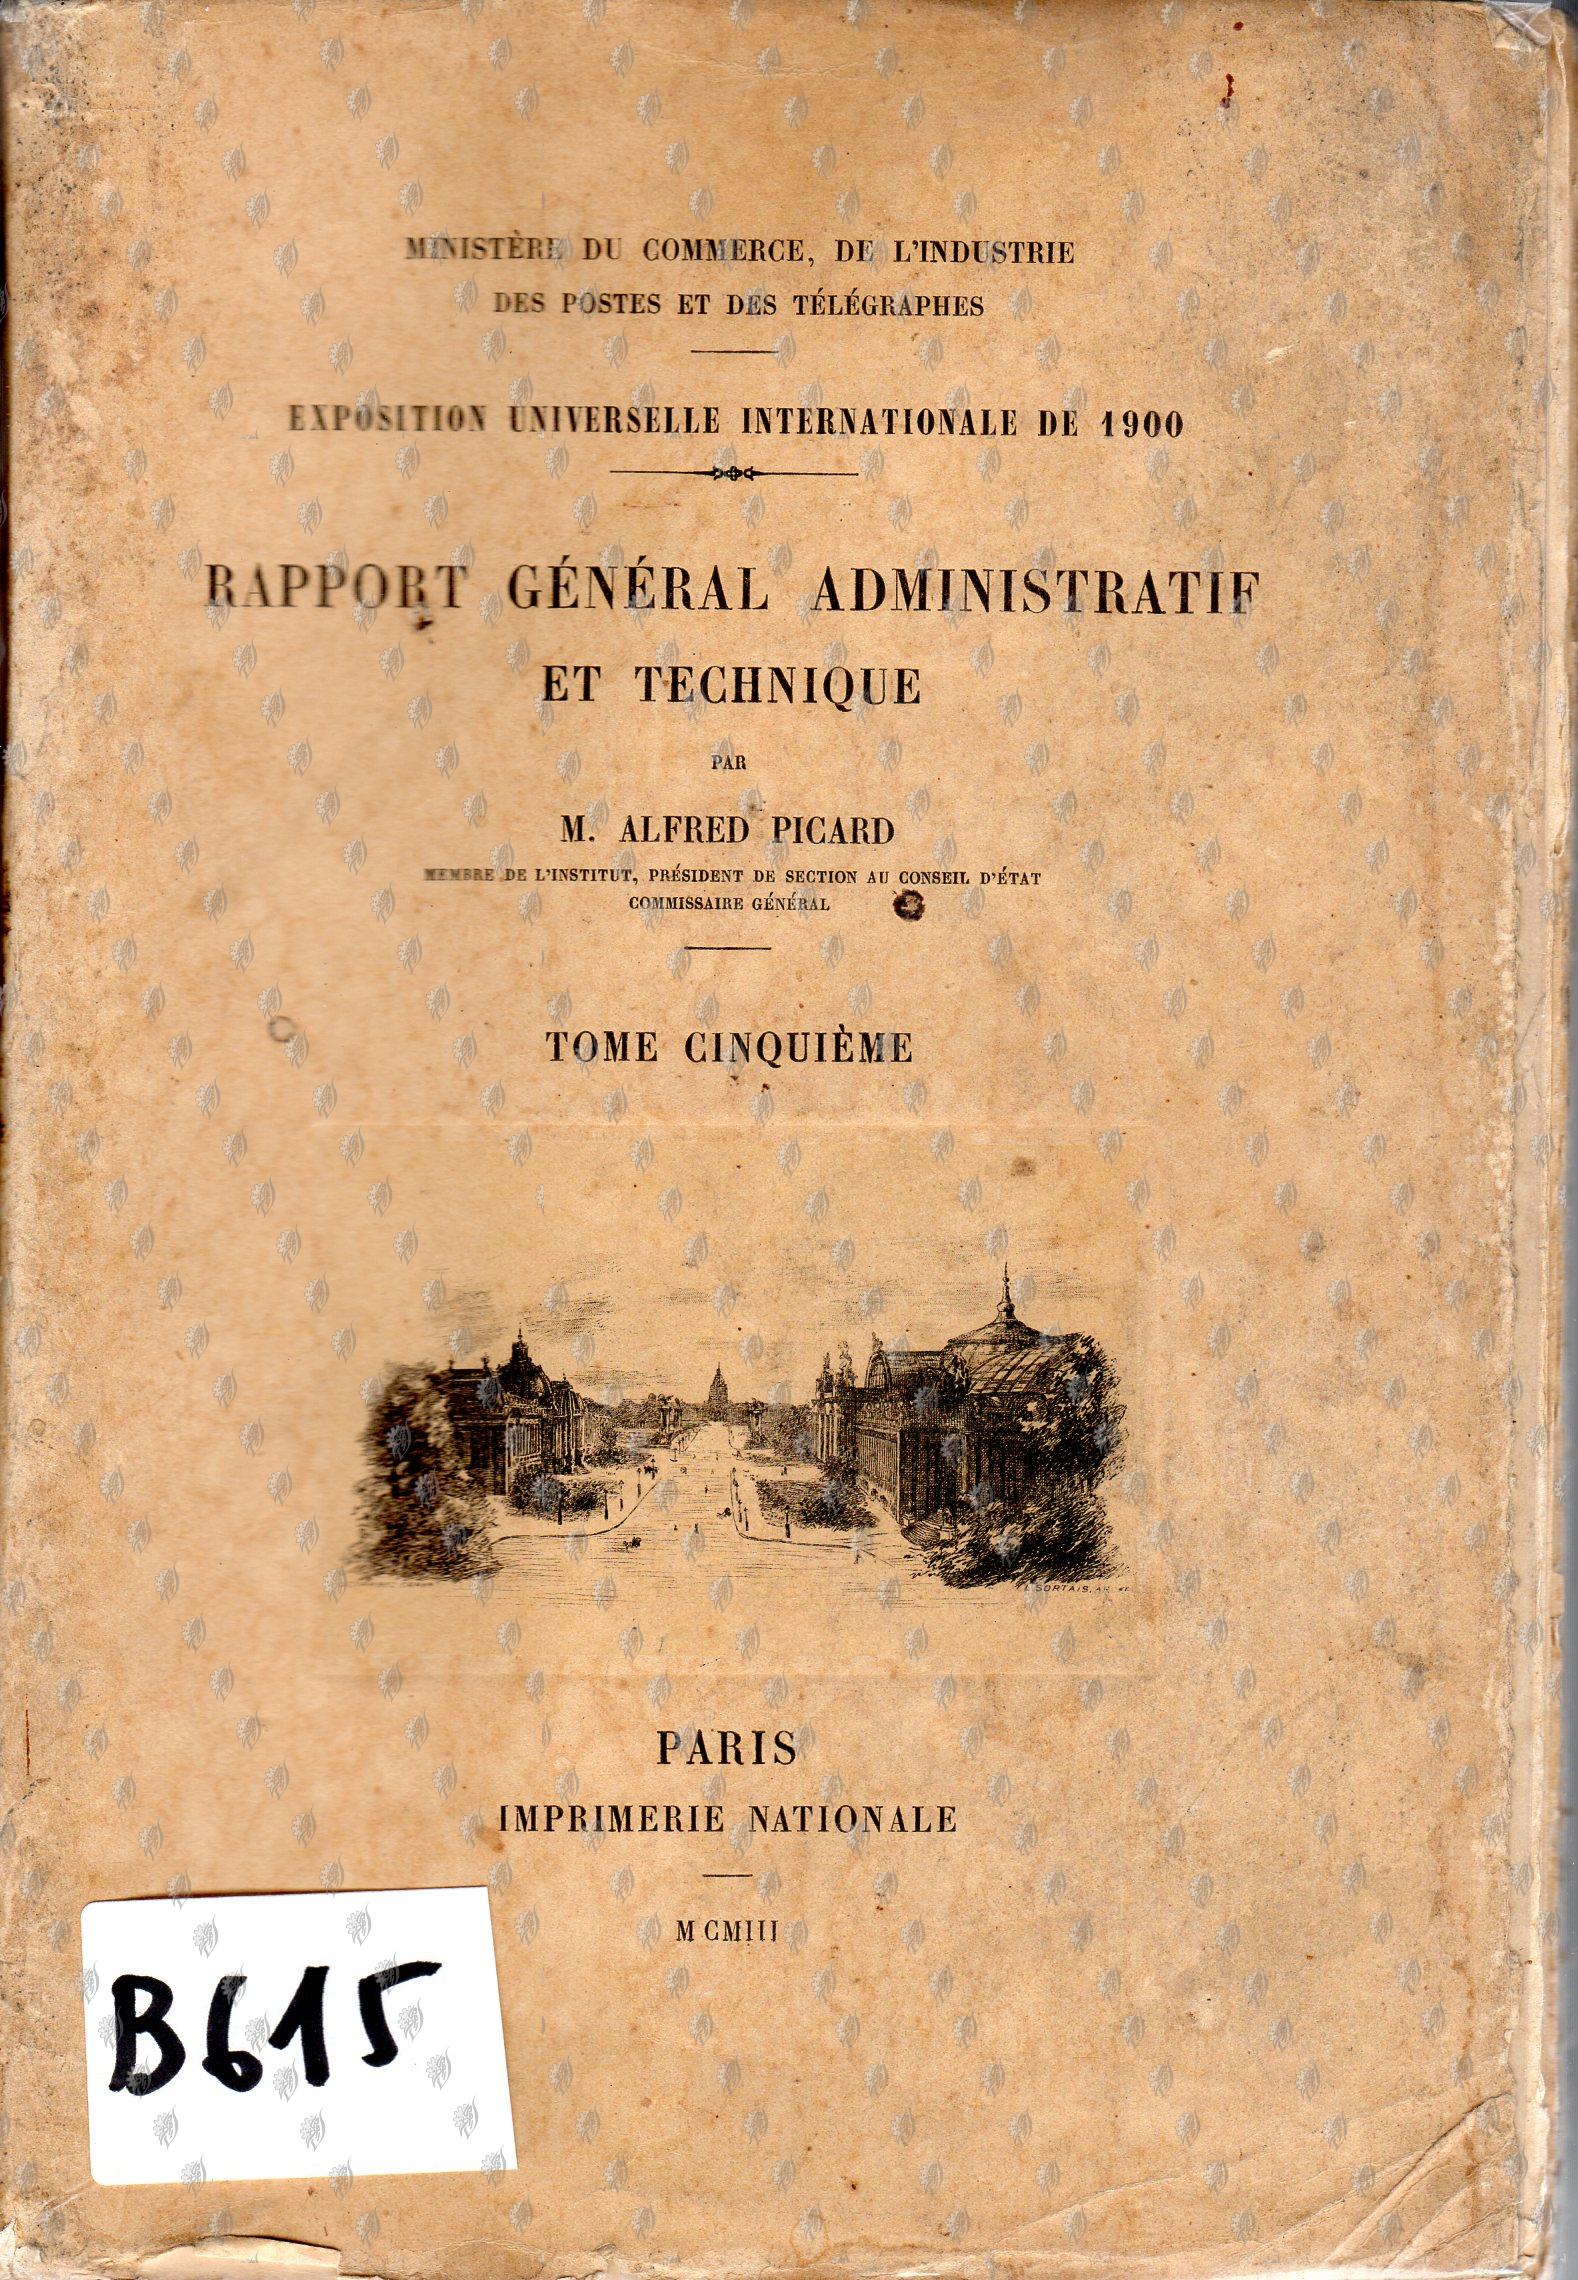 MINISTÈRE DU COMMERCE, DE L'INDUSTRIE
DES POSTES ET DES TÉLÉGRAPHES
EXPOSITION UNIVERSELLE INTERNATIONALE DE 1900
RAPPORT GÉNÉRAL ADMINISTRATIF
ET TECHNIQUE
PAR
M. ALFRED PICARD
MEMBRE DE L'INSTITUT, PRÉSIDENT DE SECTION AU CONSEIL D'ÉTAT
COMMISSAIRE GÉNÉRAL
TOME CINQUIÈME
SORTAIS
PARIS
IMPRIMERIE NATIONALE
MCMIII
B615